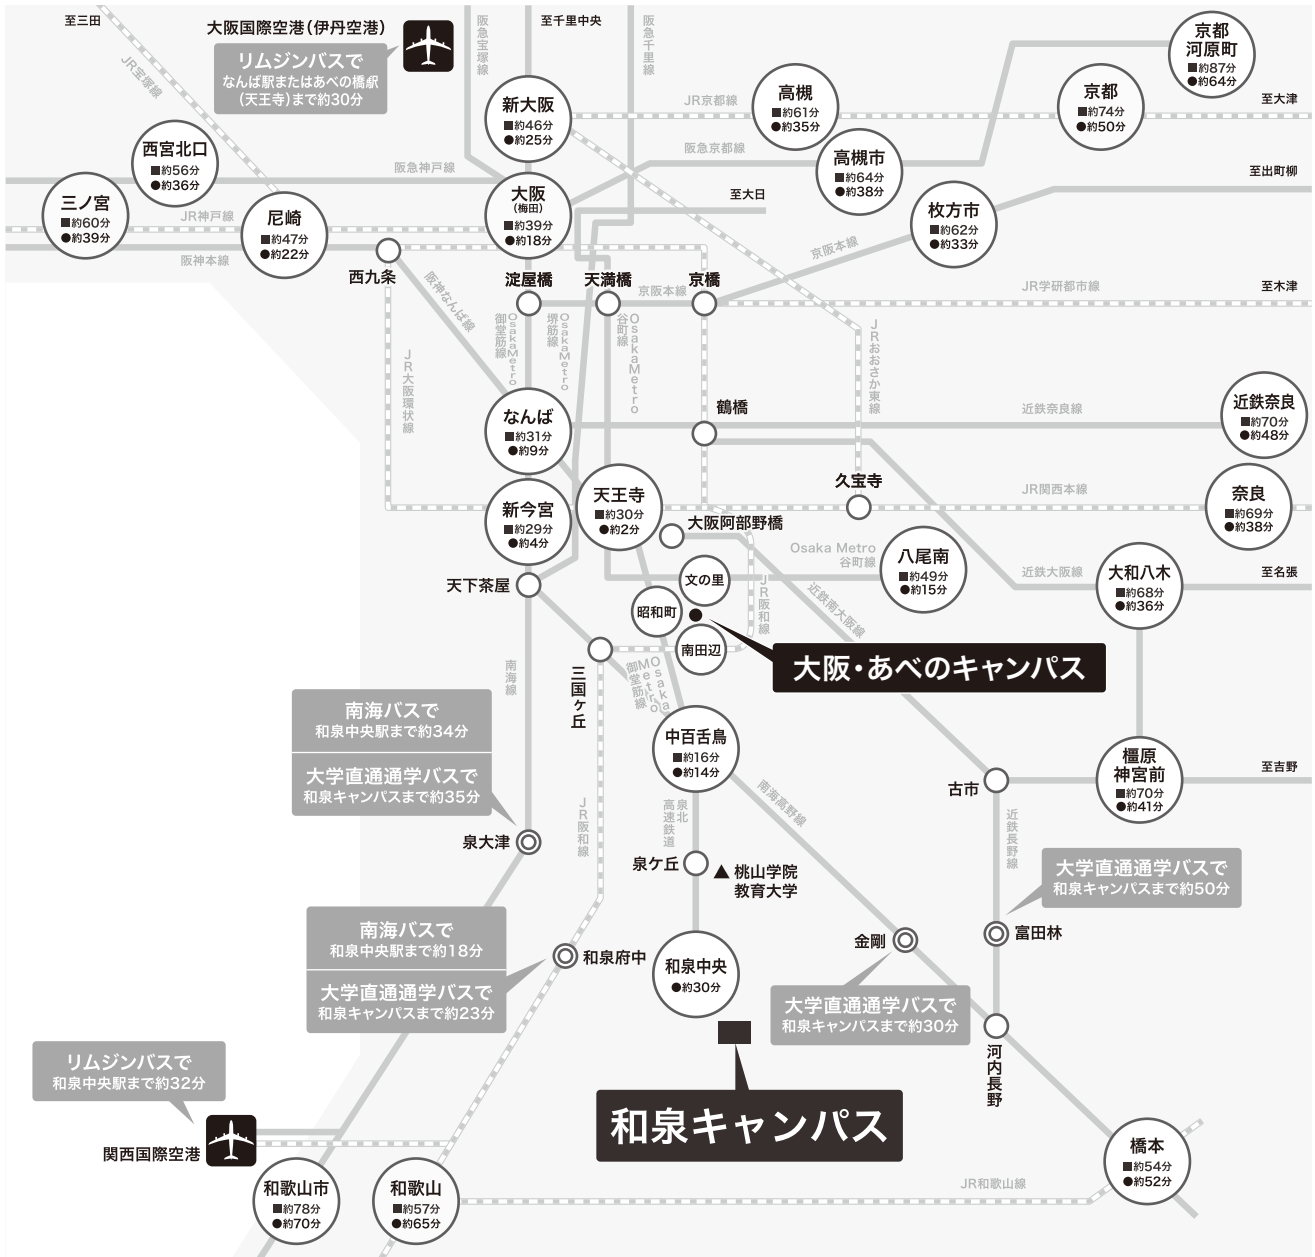 至三田
大阪国際空港(伊丹空港)
リムジンバスで
なんば駅またはあべの橋駅
(天王寺)まで約30分
阪急宝塚線
至千里中央
阪急千里線
JR宝塚線
新大阪
■約46分
●約25分
JR京都線
高槻
■約61分
●約35分
京都
■約74分
●約50分
京都
河原町
■約87分
●約64分
至大津
西宮北口
■約56分
●約36分
阪急神戸線
阪急京都線
高槻市
■約64分
●約38分
至出町柳
三ノ宮
■約60分
●約39分
JR神戸線
阪神本線
尼崎
■約47分
●約22分
大阪
(梅田)
■約39分
●約18分
至大日
枚方市
■約62分
●約33分
京阪本線
西九条
阪神なんば線
淀屋橋
天満橋
京阪本線
京橋
JR学研都市線
至木津
JR大阪環状線
OsakaMetro
御堂筋線
OsakaMetro
堺筋線
OsakaMetro
谷町線
JRおおさか東線
なんば
■約31分
●約9分
鶴橋
近鉄奈良線
近鉄奈良
■約70分
●約48分
新今宮
■約29分
●約4分
天王寺
■約30分
●約2分
久宝寺
JR関西本線
奈良
■約69分
●約38分
大阪阿部野橋
Osaka Metro
谷町線
八尾南
■約49分
●約15分
近鉄大阪線
大和八木
■約68分
●約36分
至名張
天下茶屋
文の里
昭和町
南田辺
JR阪和線
近鉄南大阪線
大阪・あべのキャンパス
南海線
三国ヶ丘
Osaka
Metro
御堂筋線
南海バスで
和泉中央駅まで約34分
大学直通通学バスで
和泉キャンパスまで約35分
中百舌鳥
■約16分
●約14分
南海高野線
古市
橿原
神宮前
■約70分
●約41分
至吉野
泉大津
JR阪和線
泉北
高速鉄道
泉ケ丘
▲桃山学院
教育大学
近鉄長野線
大学直通通学バスで
和泉キャンパスまで約50分
南海バスで
和泉中央駅まで約18分
大学直通通学バスで
和泉キャンパスまで約23分
和泉府中
和泉中央
●約30分
金剛
富田林
大学直通通学バスで
和泉キャンパスまで約30分
河内長野
リムジンバスで
和泉中央駅まで約32分
関西国際空港
和泉キャンパス
和歌山市
■約78分
●約70分
和歌山
■約57分
●約65分
JR和歌山線
橋本
■約54分
●約52分